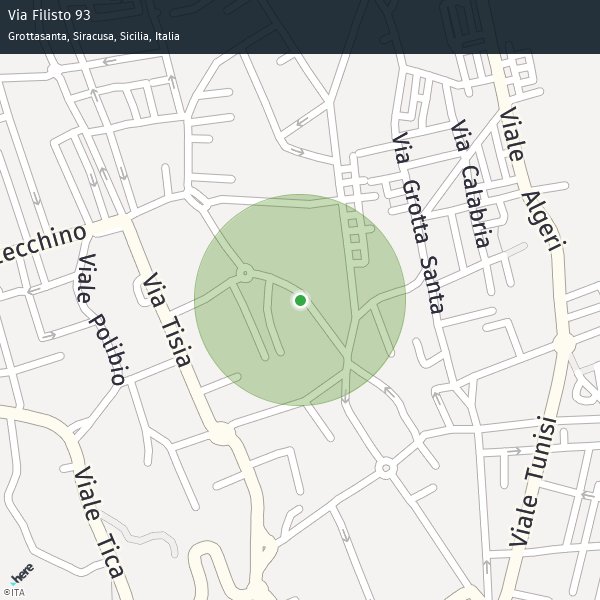 Via Filisto 93
Grottasanta, Siracusa, Sicilia, Italia
Viale Algeri
Via Calabria
Via Grotta Santa
ecchino
Viale Polibio
Via Tisia
Viale Tunisi
Viale Tica
here
©ITA